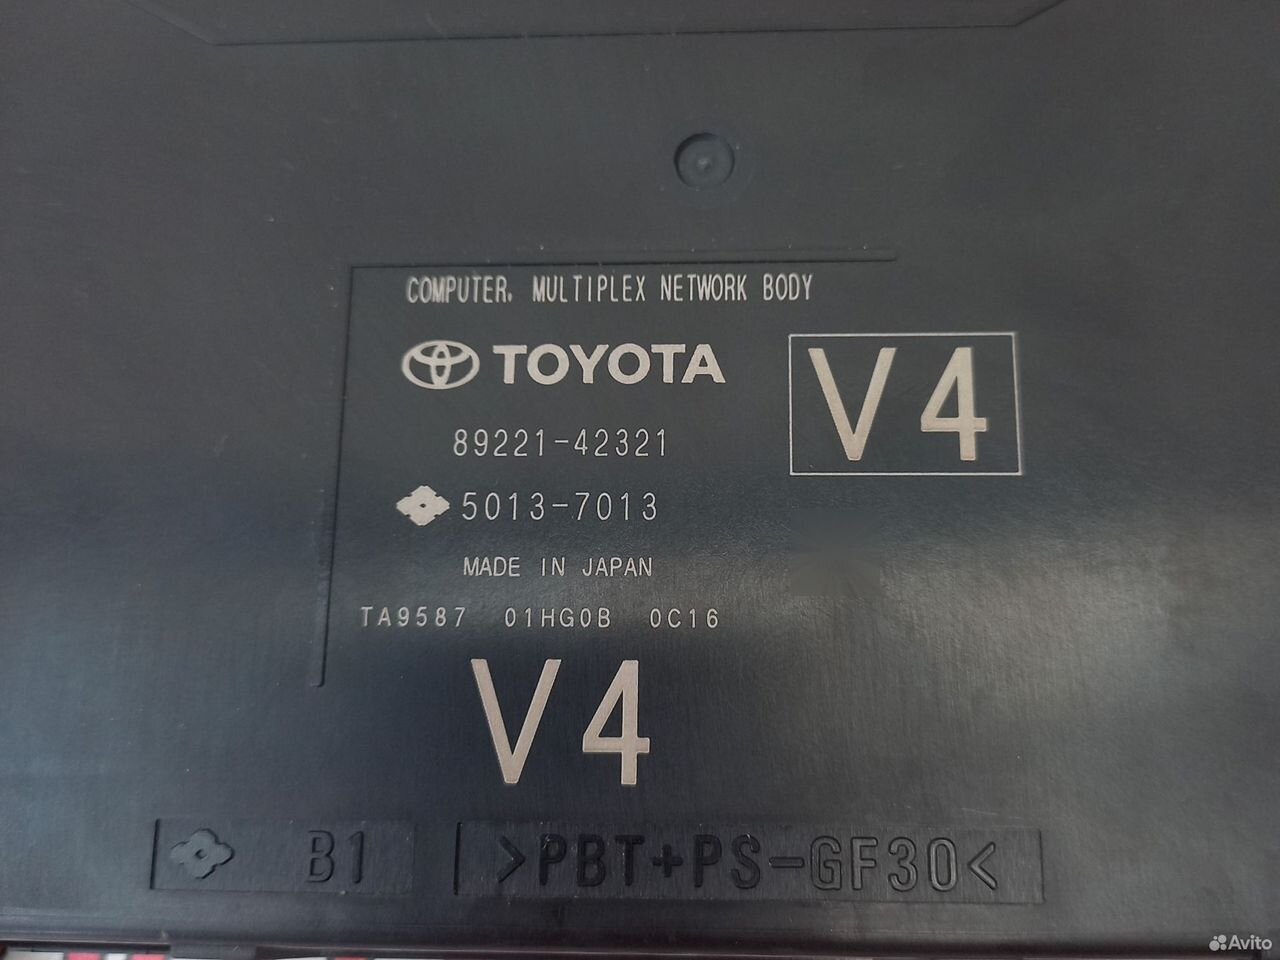 COMPUTER, MULTIPLEX NETWORK BODY
TOYOTA
V4
89221-42321
5013-7013
MADE IN JAPAN
TA9587 01HG0B 0C16
V4
B1
>PBT+PS-GF30<
Avito